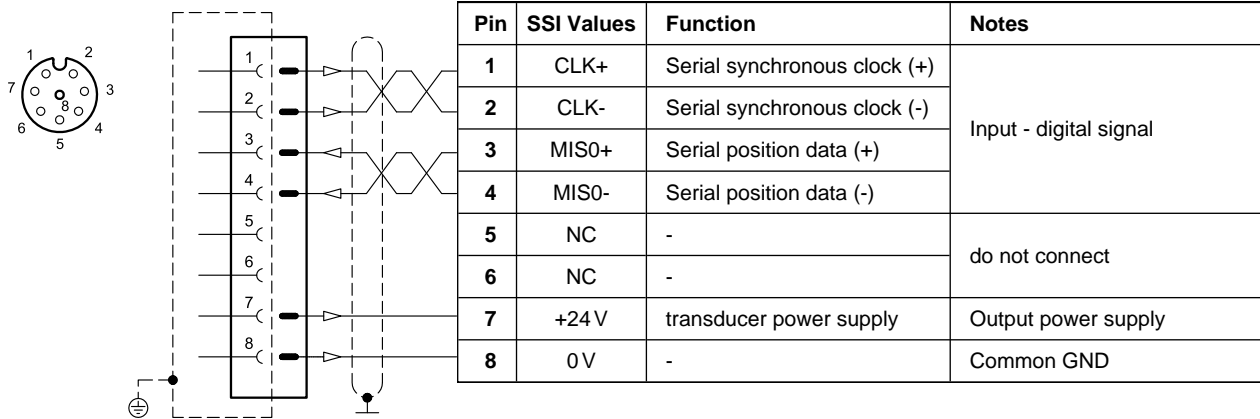 1 2
7 8 3
6 4
5
1
2
3
4
5
6
7
8
Pin SSI Values Function Notes
1 CLK+ Serial synchronous clock (+)
2 CLK- Serial synchronous clock (-)
Input - digital signal
3 MIS0+ Serial position data (+)
4 MIS0- Serial position data (-)
5 NC -
do not connect
6 NC -
7 +24 V transducer power supply Output power supply
8 0 V - Common GND